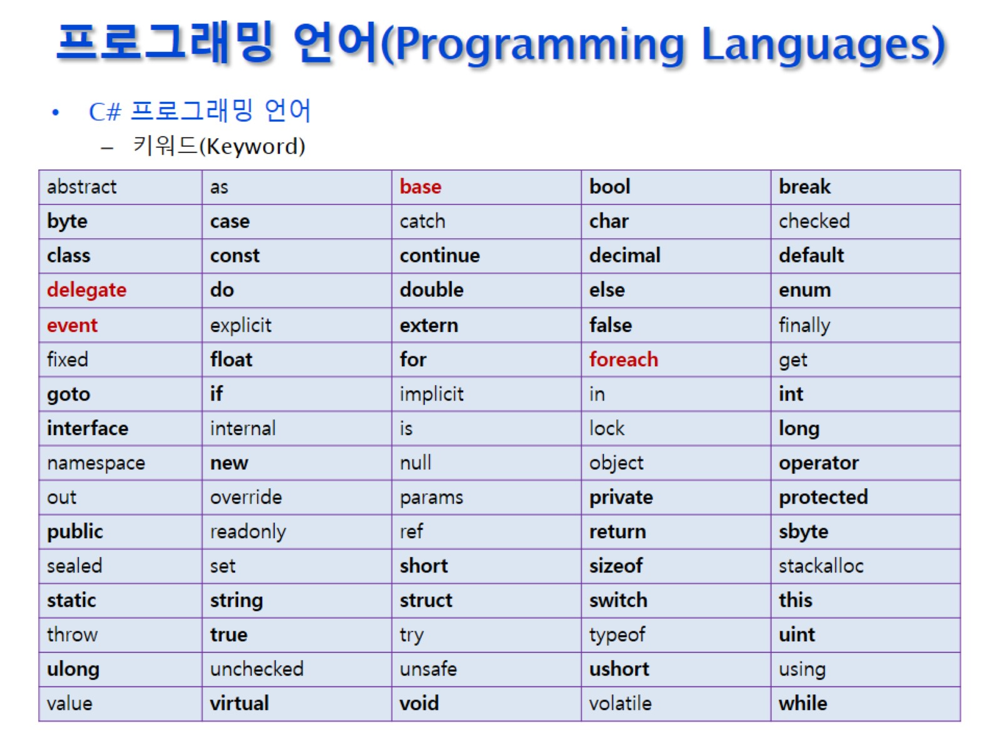 프로그래밍 언어(Programming Languages)
• C# 프로그래밍 언어
– 키워드(Keyword)
abstract as base bool break
byte case catch char checked
class const continue decimal default
delegate do double else enum
event explicit extern false finally
fixed float for foreach get
goto if implicit in int
interface internal is lock long
namespace new null object operator
out override params private protected
public readonly ref return sbyte
sealed set short sizeof stackalloc
static string struct switch this
throw true try typeof uint
ulong unchecked unsafe ushort using
value virtual void volatile while